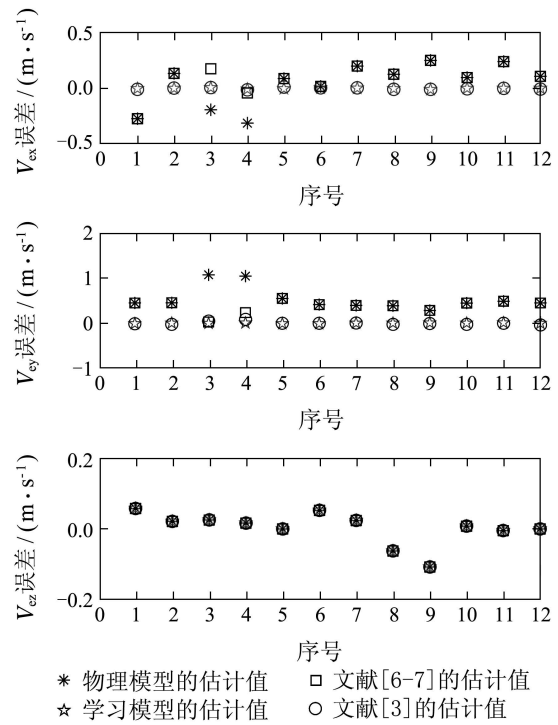 0.5
0.0
−0.5
V_ex误差/(m·s⁻¹)
0 1 2 3 4 5 6 7 8 9 10 11 12
序号
2
1
0
−1
V_ey误差/(m·s⁻¹)
0 1 2 3 4 5 6 7 8 9 10 11 12
序号
0.2
0.0
−0.2
V_ez误差/(m·s⁻¹)
0 1 2 3 4 5 6 7 8 9 10 11 12
序号
物理模型的估计值 文献[6-7]的估计值
学习模型的估计值 文献[3]的估计值